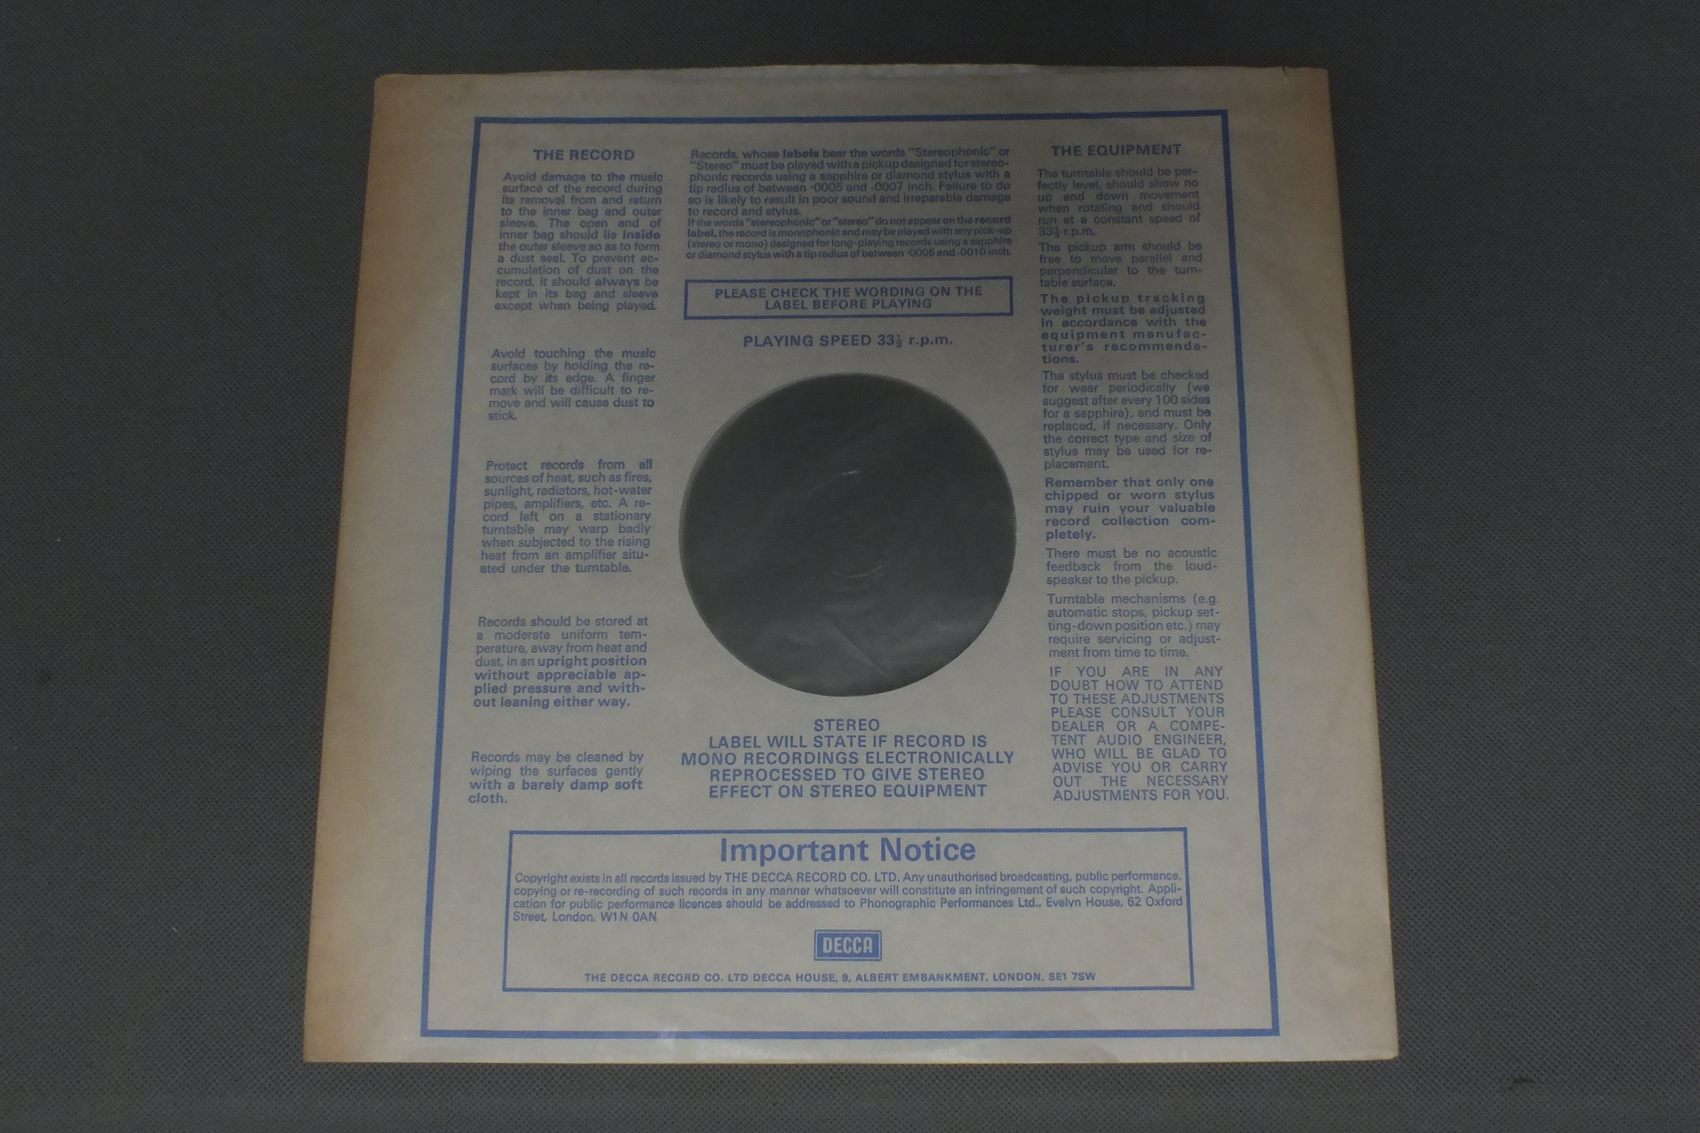 THE RECORD
Avoid damage to the music
surface of the record during
its removal from and return
to the inner bag and outer
sleeve. The open end of
inner bag should lie inside
the outer sleeve so as to form
a dust seal. To prevent ac-
cumulation of dust on the
record, it should always be
kept in its bag and sleeve
except when being played.
Avoid touching the music
surfaces by holding the re-
cord by its edge. A finger
mark will be difficult to re-
move and will cause dust to
stick.
Protect records from all
sources of heat, such as fires,
sunlight, radiators, hot-water
pipes, amplifiers, etc. A re-
cord left on a stationary
turntable may warp badly
when subjected to the rising
heat from an amplifier situ-
ated under the turntable.
Records should be stored at
a moderate uniform tem-
perature, away from heat and
dust, in an upright position
without appreciable ap-
plied pressure and with-
out leaning either way.
Records may be cleaned by
wiping the surfaces gently
with a barely damp soft
cloth.
Records, whose labels bear the words "Stereophonic" or
"Stereo" must be played with a pickup designed for stereo-
phonic records using a sapphire or diamond stylus with a
tip radius of between ·0005 and ·0007 inch. Failure to do
so is likely to result in poor sound and irreparable damage
to record and stylus.
If the words "stereophonic" or "stereo" do not appear on the record
label, the record is monophonic and may be played with any pick-up
(stereo or mono) designed for long-playing records using a sapphire
or diamond stylus with a tip radius of between ·0005 and ·0010 inch.
PLEASE CHECK THE WORDING ON THE
LABEL BEFORE PLAYING
PLAYING SPEED 33⅓ r.p.m.
STEREO
LABEL WILL STATE IF RECORD IS
MONO RECORDINGS ELECTRONICALLY
REPROCESSED TO GIVE STEREO
EFFECT ON STEREO EQUIPMENT
THE EQUIPMENT
The turntable should be per-
fectly level, should show no
up and down movement
when rotating and should
run at a constant speed of
33⅓ r.p.m.
The pickup arm should be
free to move parallel and
perpendicular to the turn-
table surface.
The pickup tracking
weight must be adjusted
in accordance with the
equipment manufac-
turer's recommenda-
tions.
The stylus must be checked
for wear periodically (we
suggest after every 100 sides
for a sapphire), and must be
replaced, if necessary. Only
the correct type and size of
stylus may be used for re-
placement.
Remember that only one
chipped or worn stylus
may ruin your valuable
record collection com-
pletely.
There must be no acoustic
feedback from the loud-
speaker to the pickup.
Turntable mechanisms (e.g.
automatic stops, pickup set-
ting-down position etc.) may
require servicing or adjust-
ment from time to time.
IF YOU ARE IN ANY
DOUBT HOW TO ATTEND
TO THESE ADJUSTMENTS
PLEASE CONSULT YOUR
DEALER OR A COMPE-
TENT AUDIO ENGINEER,
WHO WILL BE GLAD TO
ADVISE YOU OR CARRY
OUT THE NECESSARY
ADJUSTMENTS FOR YOU.
Important Notice
Copyright exists in all records issued by THE DECCA RECORD CO. LTD. Any unauthorised broadcasting, public performance,
copying or re-recording of such records in any manner whatsoever will constitute an infringement of such copyright. Appli-
cation for public performance licences should be addressed to Phonographic Performances Ltd., Evelyn House, 62 Oxford
Street, London, W1N 0AN
DECCA
THE DECCA RECORD CO. LTD DECCA HOUSE, 9, ALBERT EMBANKMENT, LONDON, SE1 7SW